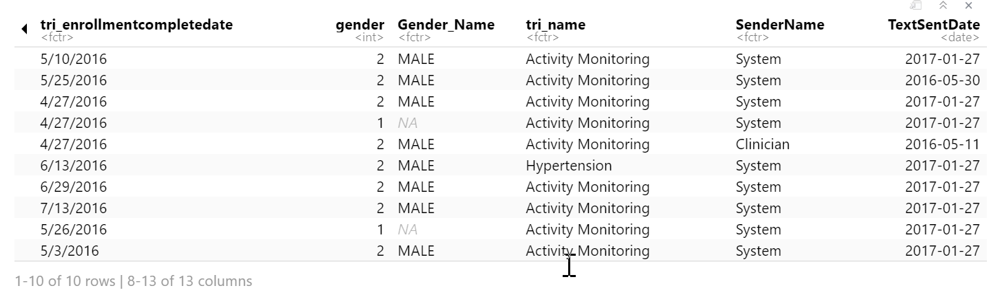 tri_enrollmentcompletedate gender Gender_Name tri_name SenderName TextSentDate
<fctr> <int> <fctr> <fctr> <fctr> <date>
5/10/2016 2 MALE Activity Monitoring System 2017-01-27
5/25/2016 2 MALE Activity Monitoring System 2016-05-30
4/27/2016 2 MALE Activity Monitoring System 2017-01-27
4/27/2016 1 NA Activity Monitoring System 2017-01-27
4/27/2016 2 MALE Activity Monitoring Clinician 2016-05-11
6/13/2016 2 MALE Hypertension System 2017-01-27
6/29/2016 2 MALE Activity Monitoring System 2017-01-27
7/13/2016 2 MALE Activity Monitoring System 2017-01-27
5/26/2016 1 NA Activity Monitoring System 2017-01-27
5/3/2016 2 MALE Activity Monitoring System 2017-01-27
1-10 of 10 rows | 8-13 of 13 columns